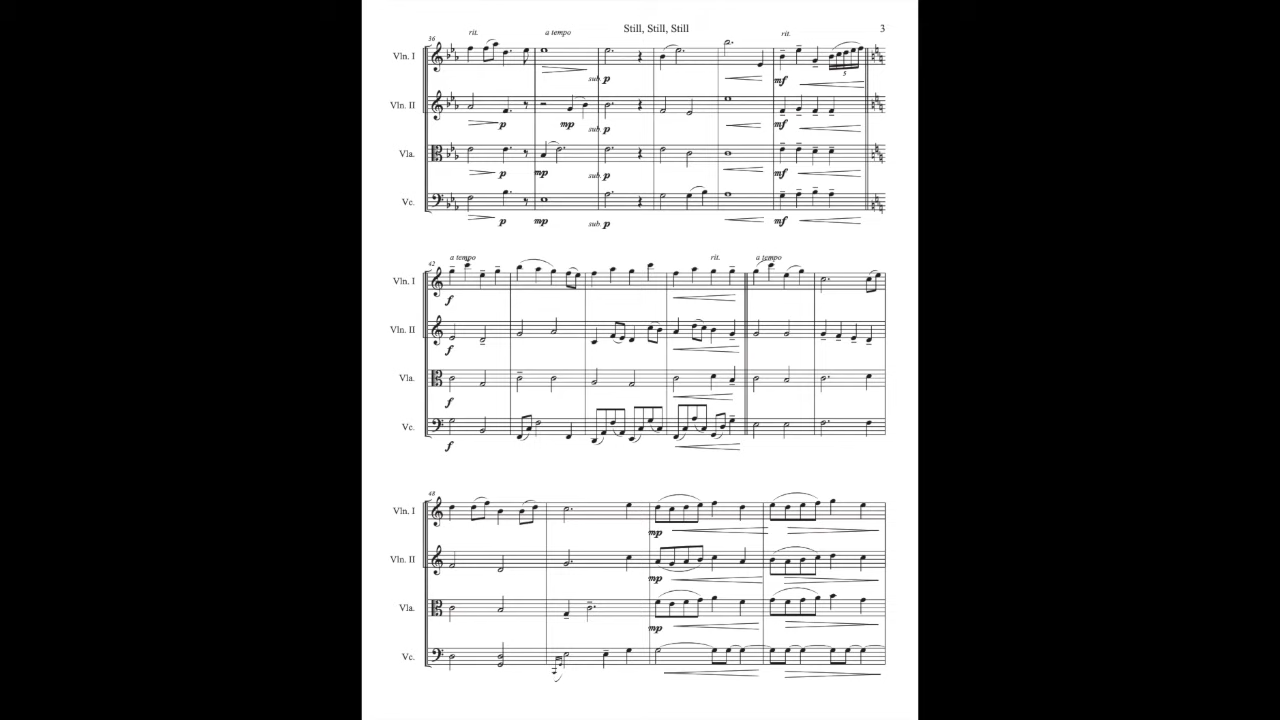 Still, Still, Still
3
36
rit.
a tempo
rit.
Vln. I
sub. p
mf
5
Vln. II
p
mp
sub. p
mf
Vla.
p
mp
sub. p
mf
Vc.
p
mp
sub. p
mf
42
a tempo
rit.
a tempo
Vln. I
f
Vln. II
f
Vla.
f
Vc.
f
48
Vln. I
mp
Vln. II
mp
Vla.
mp
Vc.